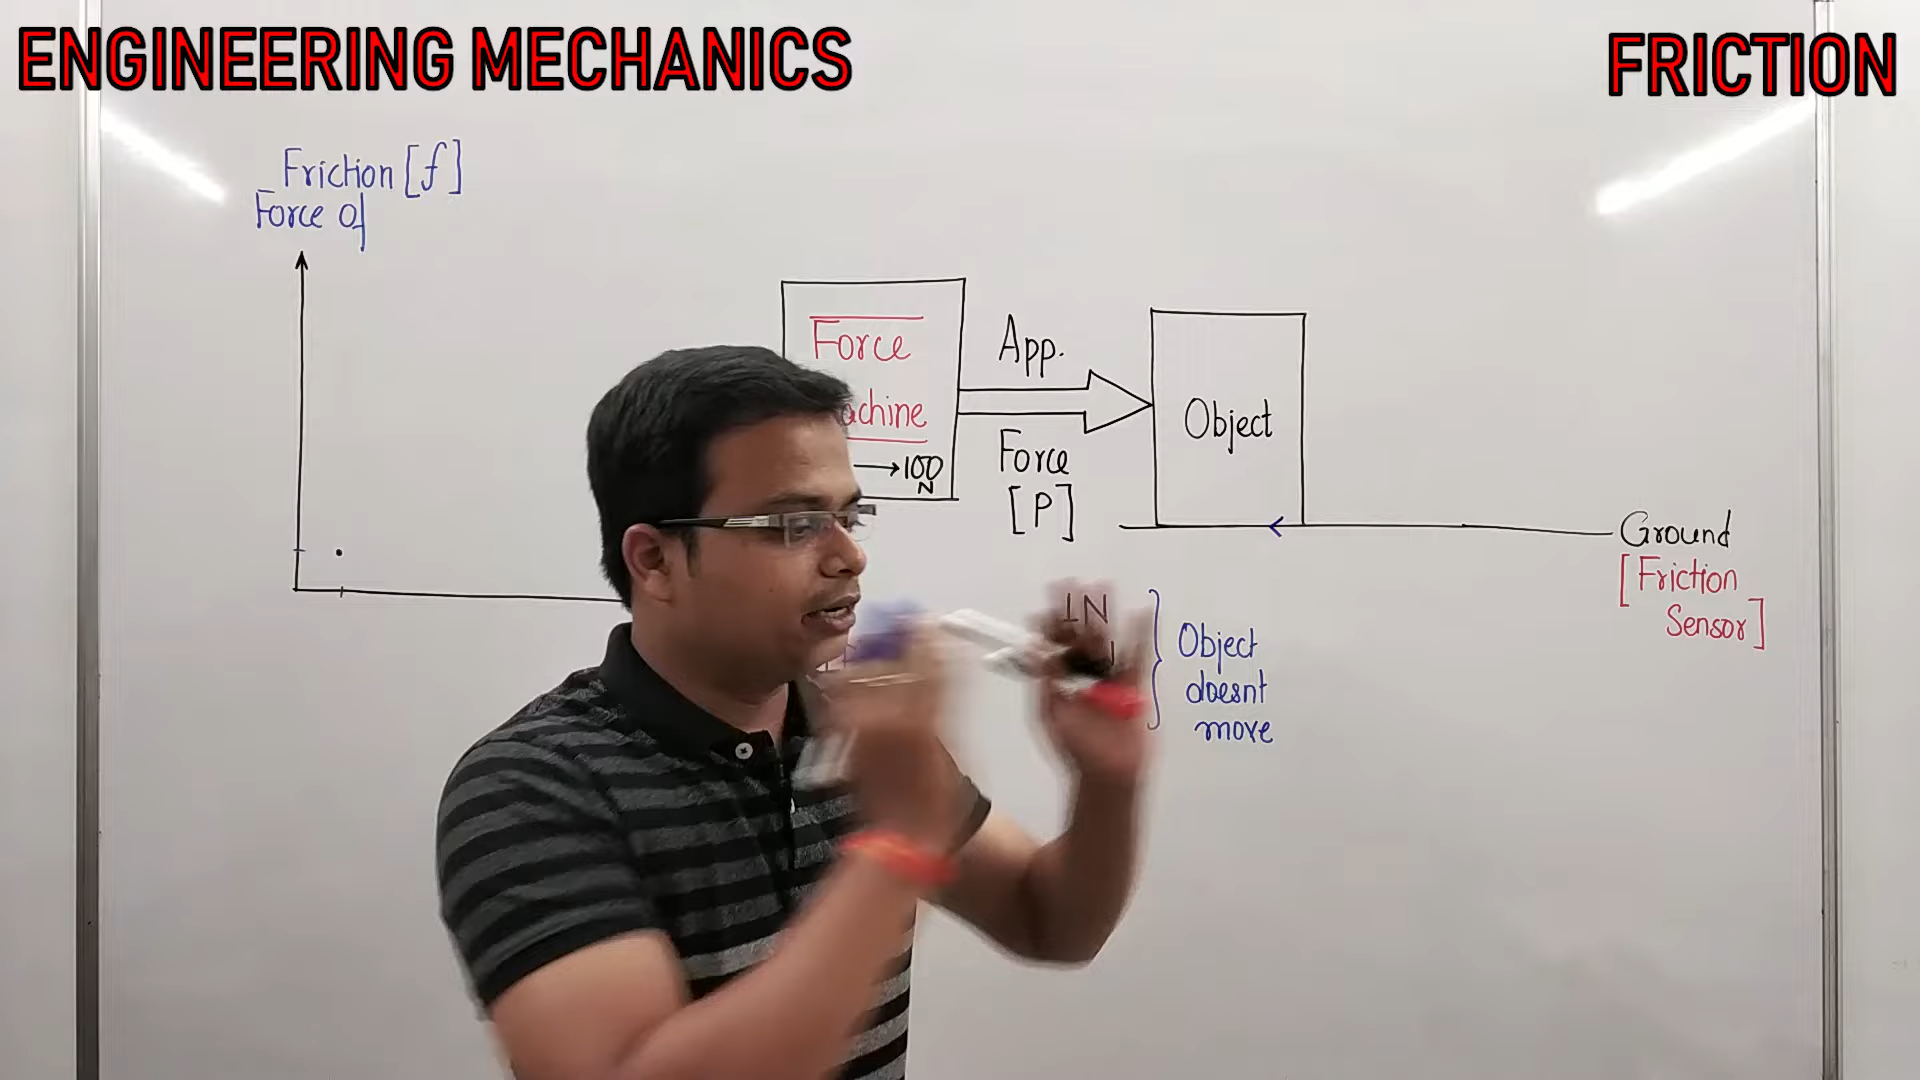 ENGINEERING MECHANICS
FRICTION
Friction [f]
Force of
Force
achine
→100
N
App.
Force
[P]
Object
Ground
[Friction
Sensor]
1N
Object
doesnt
move